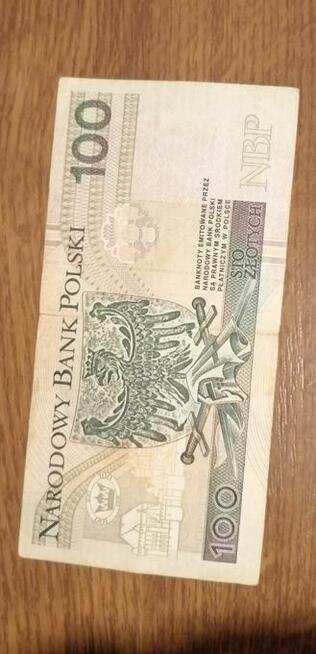 NARODOWY BANK POLSKI
100
BANKNOTY EMITOWANE PRZEZ
NARODOWY BANK POLSKI
SĄ PRAWNYM ŚRODKIEM
PŁATNICZYM W POLSCE
100
STO
ZŁOTYCH
NBP